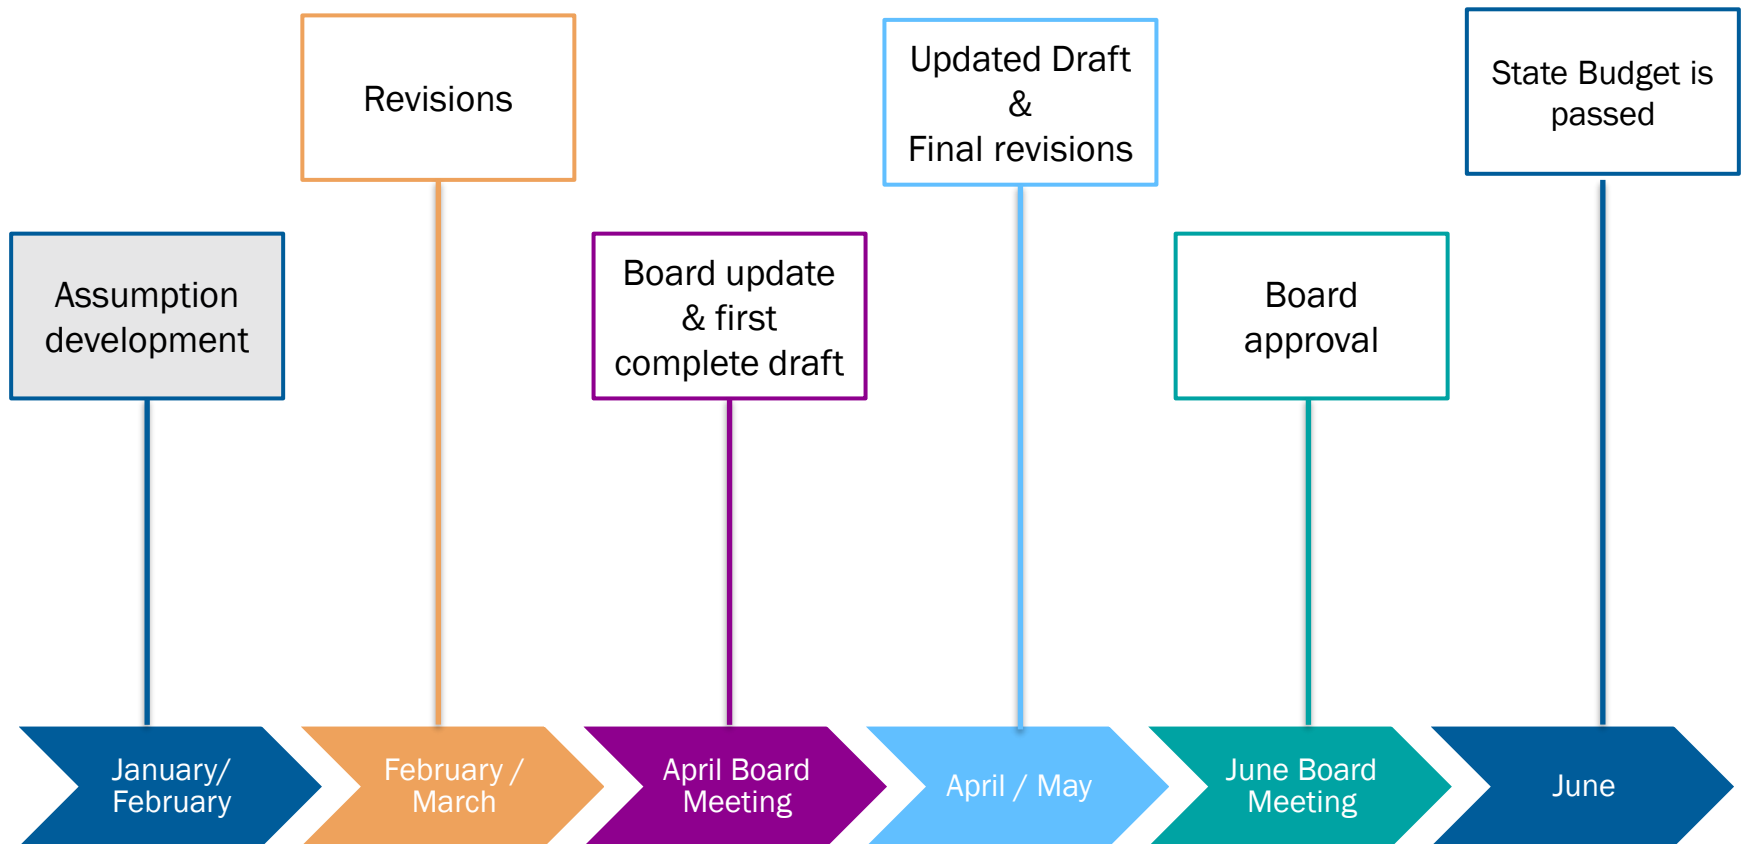 Revisions
Updated Draft
&
Final revisions
State Budget is
passed
Assumption
development
Board update
& first
complete draft
Board
approval
January/
February
February /
March
April Board
Meeting
April / May
June Board
Meeting
June